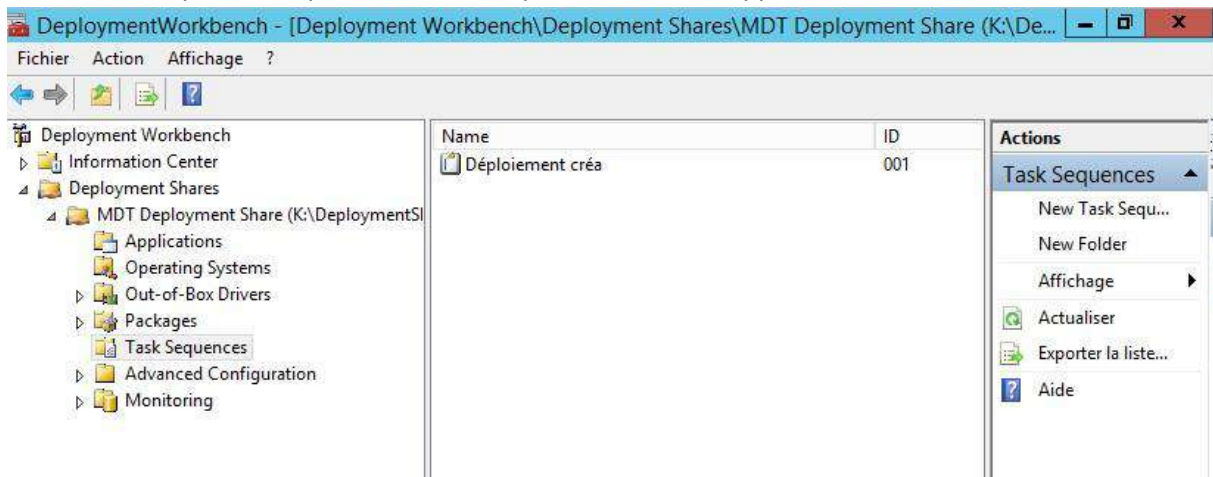 DeploymentWorkbench - [Deployment Workbench\Deployment Shares\MDT Deployment Share (K:\De...
Fichier Action Affichage ?
Deployment Workbench
Information Center
Deployment Shares
MDT Deployment Share (K:\DeploymentSl
Applications
Operating Systems
Out-of-Box Drivers
Packages
Task Sequences
Advanced Configuration
Monitoring
Name ID
Déploiement créa 001
Actions
Task Sequences
New Task Sequ...
New Folder
Affichage
Actualiser
Exporter la liste...
Aide